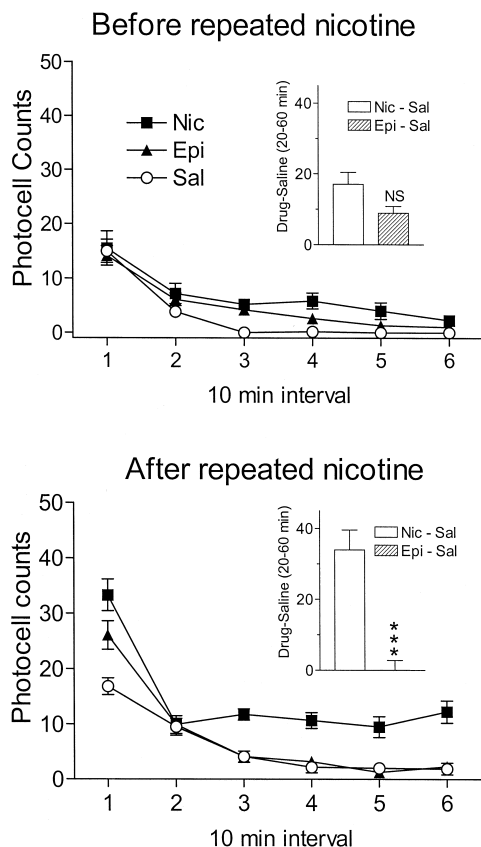 Before repeated nicotine
Photocell Counts
50
40
30
20
10
0
Nic
Epi
Sal
Drug-Saline (20-60 min)
40
20
0
Nic - Sal
Epi - Sal
NS
1 2 3 4 5 6
10 min interval
After repeated nicotine
Photocell counts
50
40
30
20
10
0
Drug-Saline (20-60 min)
40
20
0
Nic - Sal
Epi - Sal
***
1 2 3 4 5 6
10 min interval